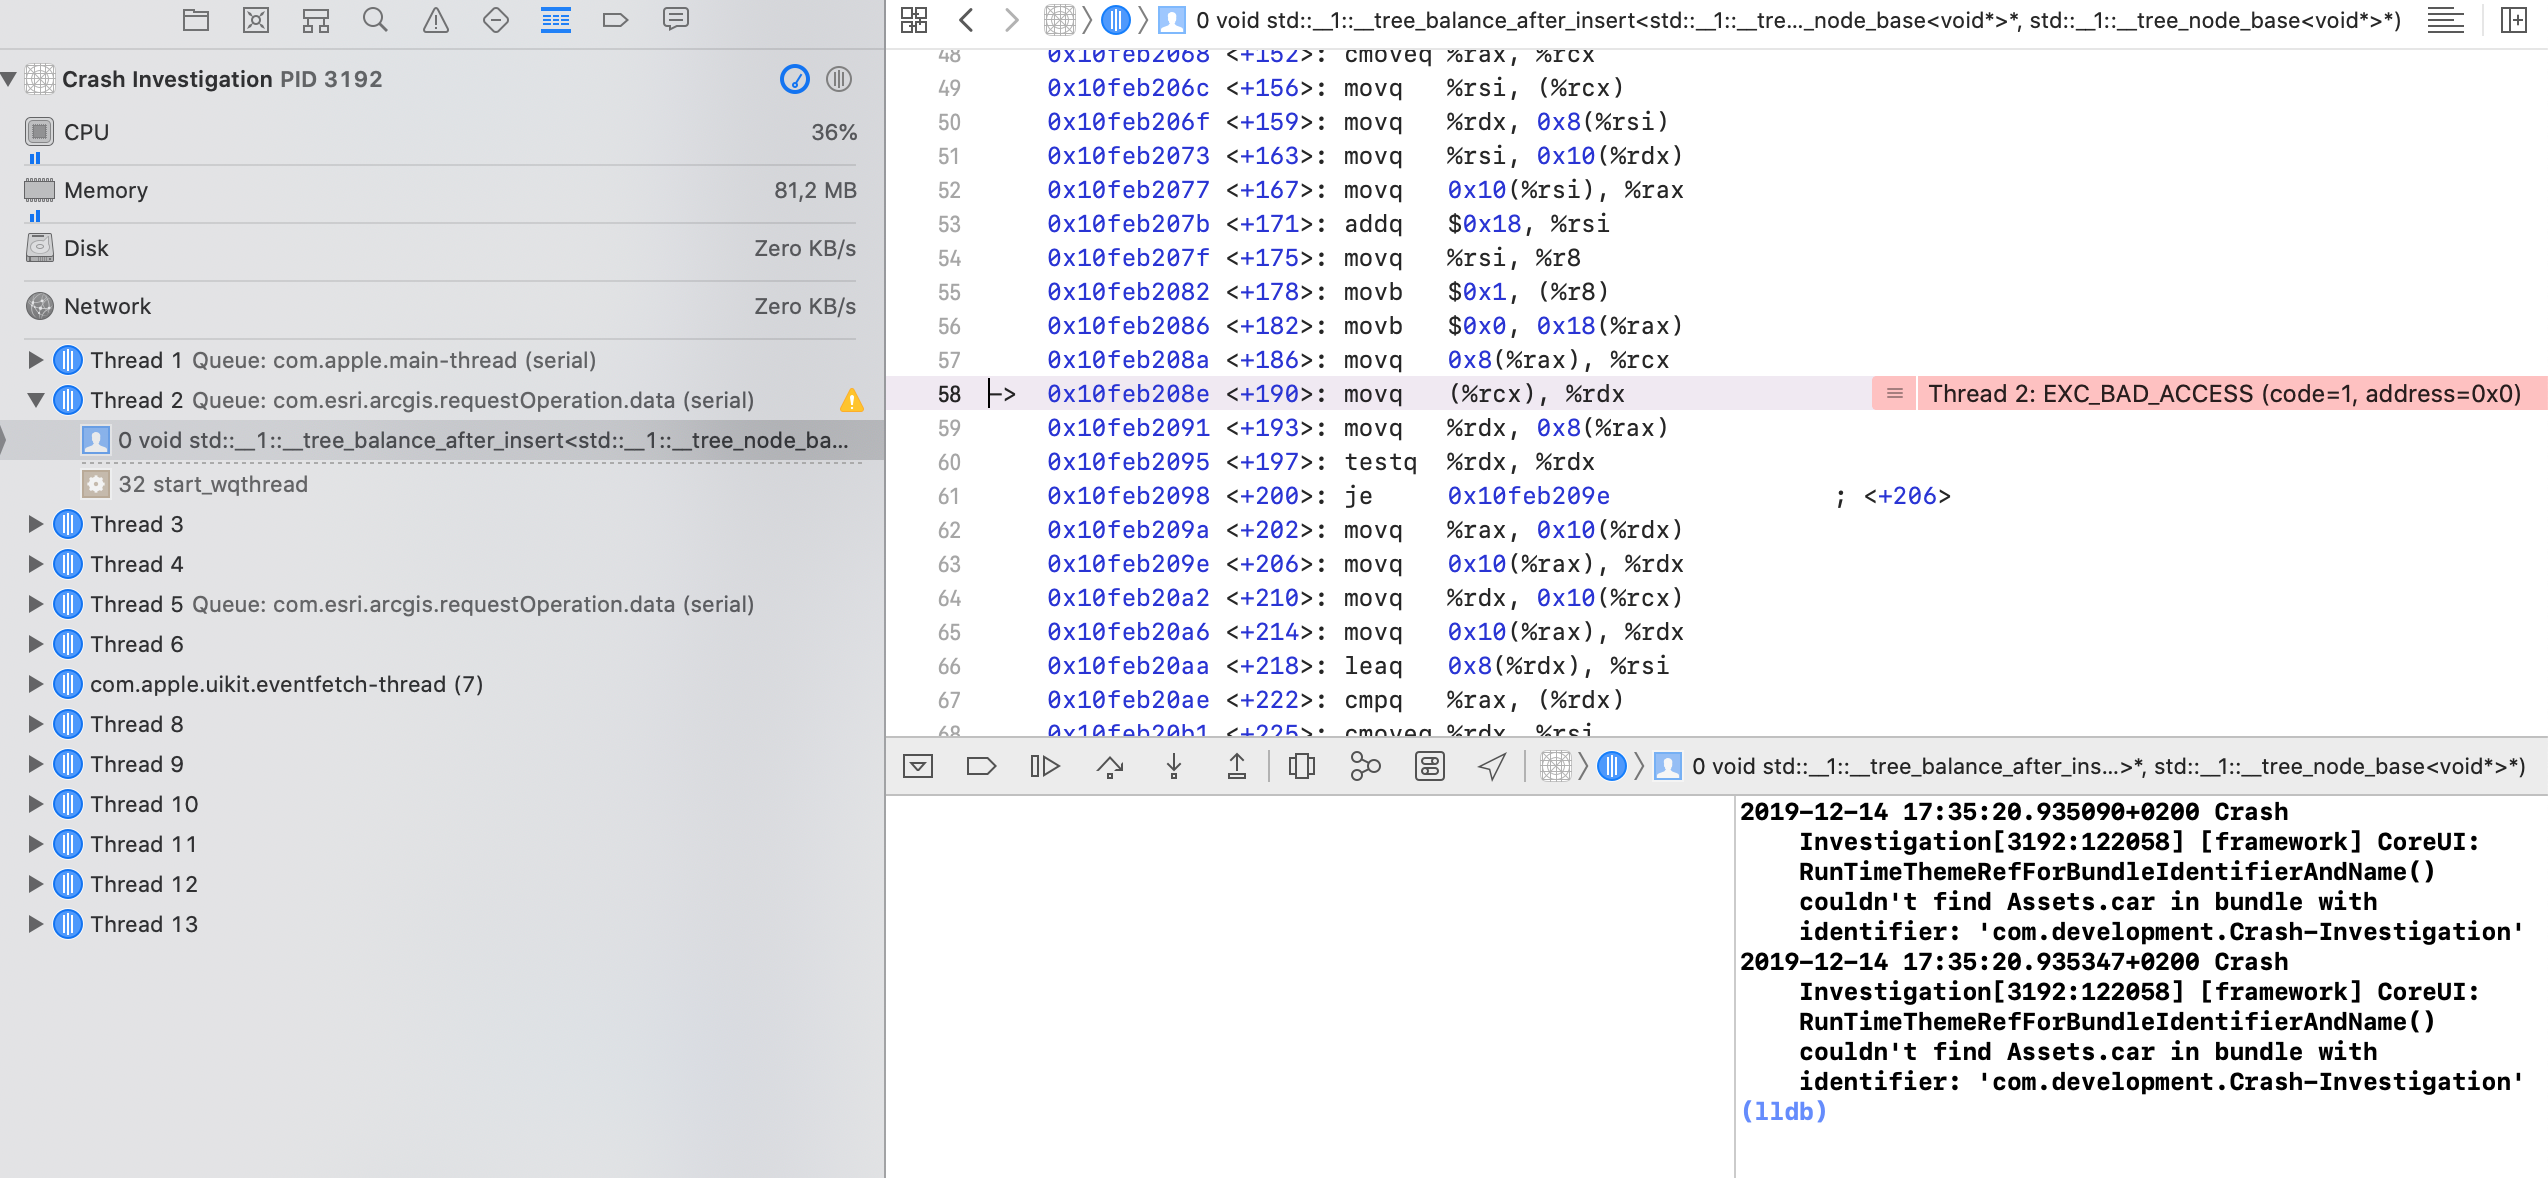 Crash Investigation PID 3192
CPU 36%
Memory 81,2 MB
Disk Zero KB/s
Network Zero KB/s
Thread 1 Queue: com.apple.main-thread (serial)
Thread 2 Queue: com.esri.arcgis.requestOperation.data (serial)
0 void std::__1::__tree_balance_after_insert<std::__1::__tree_node_ba...
32 start_wqthread
Thread 3
Thread 4
Thread 5 Queue: com.esri.arcgis.requestOperation.data (serial)
Thread 6
com.apple.uikit.eventfetch-thread (7)
Thread 8
Thread 9
Thread 10
Thread 11
Thread 12
Thread 13
0 void std::__1::__tree_balance_after_insert<std::__1::__tre..._node_base<void*>*, std::__1::__tree_node_base<void*>*)
48 0x10feb2068 <+152>: cmoveq %rax, %rcx
49 0x10feb206c <+156>: movq %rsi, (%rcx)
50 0x10feb206f <+159>: movq %rdx, 0x8(%rsi)
51 0x10feb2073 <+163>: movq %rsi, 0x10(%rdx)
52 0x10feb2077 <+167>: movq 0x10(%rsi), %rax
53 0x10feb207b <+171>: addq $0x18, %rsi
54 0x10feb207f <+175>: movq %rsi, %r8
55 0x10feb2082 <+178>: movb $0x1, (%r8)
56 0x10feb2086 <+182>: movb $0x0, 0x18(%rax)
57 0x10feb208a <+186>: movq 0x8(%rax), %rcx
58 -> 0x10feb208e <+190>: movq (%rcx), %rdx Thread 2: EXC_BAD_ACCESS (code=1, address=0x0)
59 0x10feb2091 <+193>: movq %rdx, 0x8(%rax)
60 0x10feb2095 <+197>: testq %rdx, %rdx
61 0x10feb2098 <+200>: je 0x10feb209e ; <+206>
62 0x10feb209a <+202>: movq %rax, 0x10(%rdx)
63 0x10feb209e <+206>: movq 0x10(%rax), %rdx
64 0x10feb20a2 <+210>: movq %rdx, 0x10(%rcx)
65 0x10feb20a6 <+214>: movq 0x10(%rax), %rdx
66 0x10feb20aa <+218>: leaq 0x8(%rdx), %rsi
67 0x10feb20ae <+222>: cmpq %rax, (%rdx)
68 0x10feb20b1 <+225>: cmoveq %rdx, %rsi
0 void std::__1::__tree_balance_after_ins...>*, std::__1::__tree_node_base<void*>*)
2019-12-14 17:35:20.935090+0200 Crash
Investigation[3192:122058] [framework] CoreUI:
RunTimeThemeRefForBundleIdentifierAndName()
couldn't find Assets.car in bundle with
identifier: 'com.development.Crash-Investigation'
2019-12-14 17:35:20.935347+0200 Crash
Investigation[3192:122058] [framework] CoreUI:
RunTimeThemeRefForBundleIdentifierAndName()
couldn't find Assets.car in bundle with
identifier: 'com.development.Crash-Investigation'
(lldb)